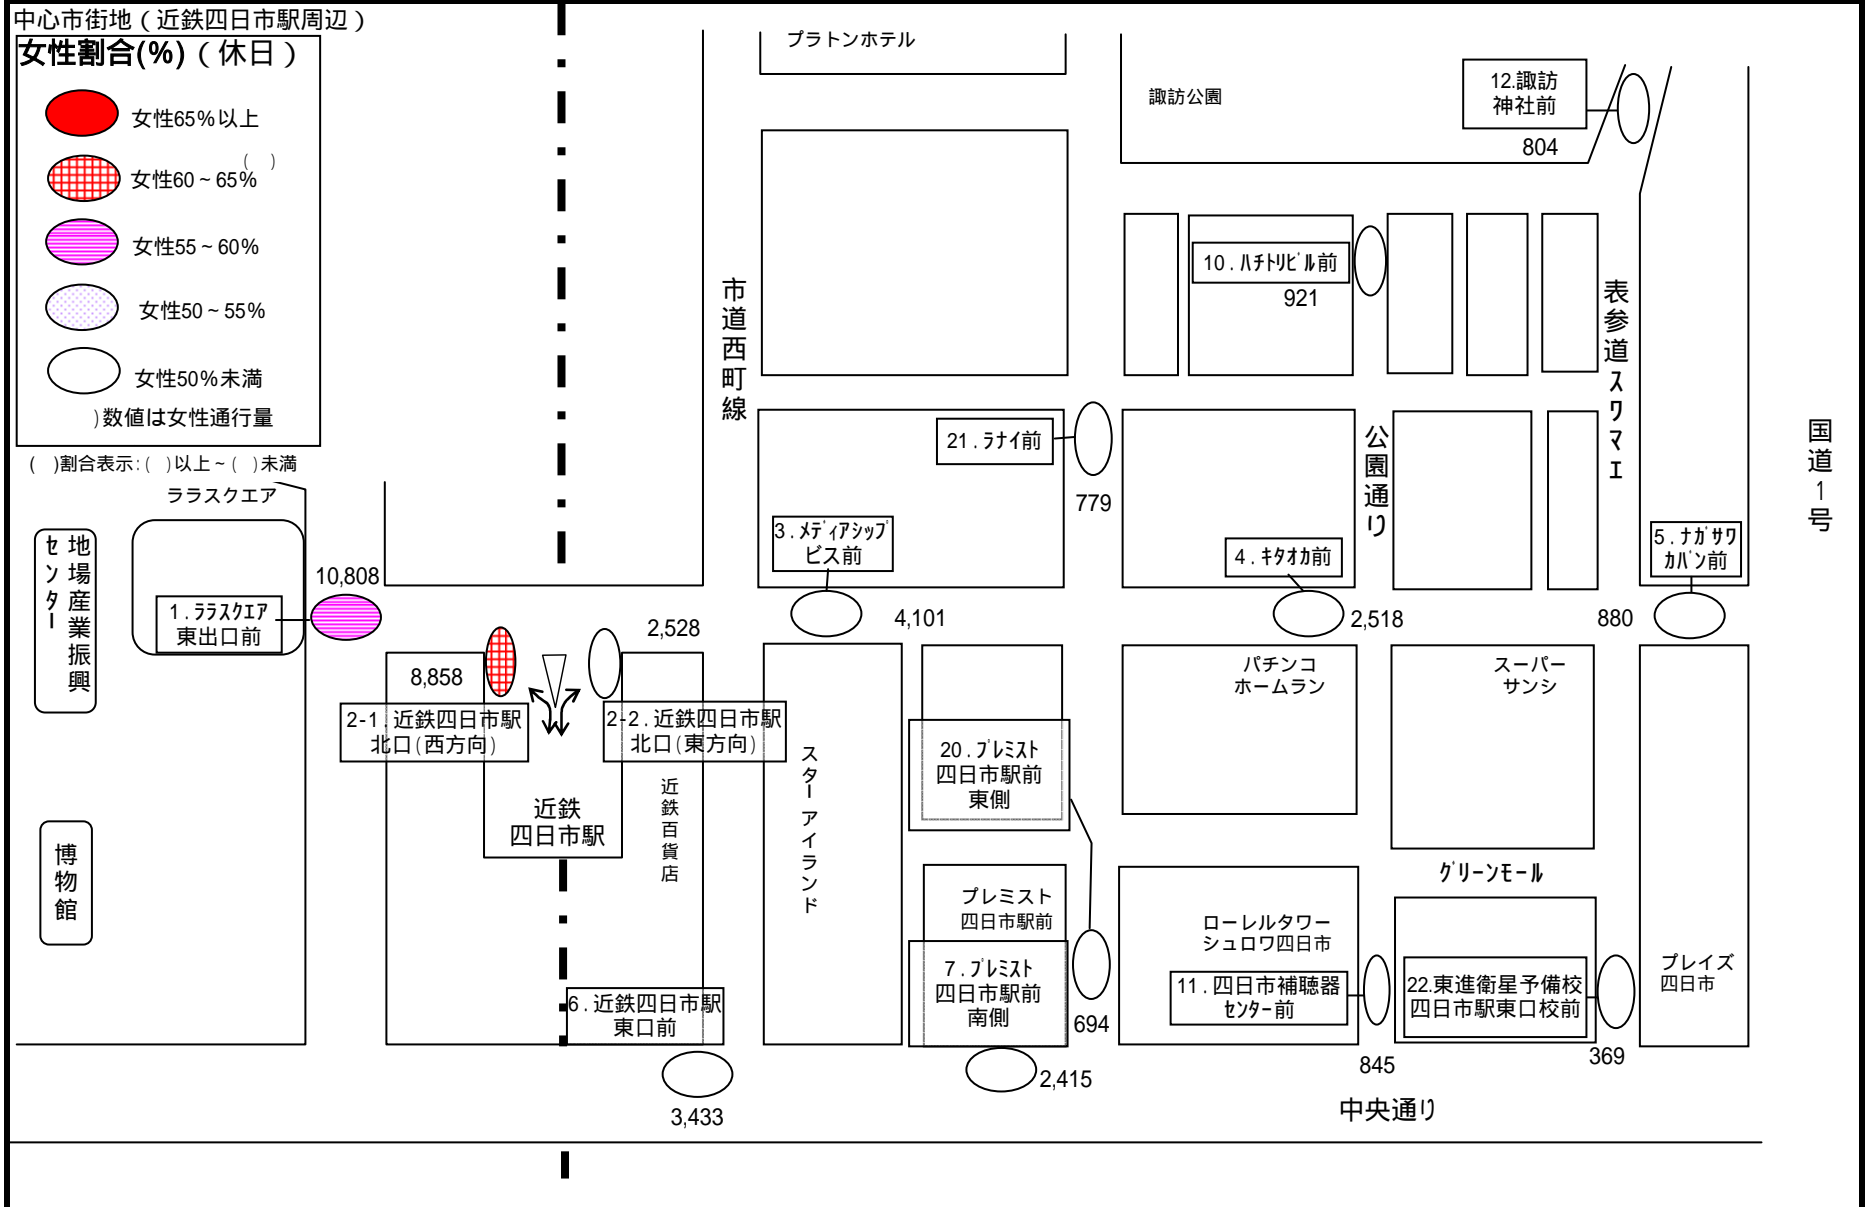 中心市街地（近鉄四日市駅周辺）
女性割合(%)（休日）
女性65%以上
(　)
女性60～65%
女性55～60%
女性50～55%
女性50%未満
)数値は女性通行量
(　)割合表示:(　)以上～(　)未満
ララスクエア
地場産業振興
センター
博物館
1．ﾗﾗｽｸｴｱ
東出口前
10,808
8,858
2-1．近鉄四日市駅
北口(西方向)
2,528
2-2．近鉄四日市駅
北口(東方向)
近鉄
四日市駅
近鉄百貨店
6．近鉄四日市駅
東口前
3,433
市道西町線
プラトンホテル
諏訪公園
12.諏訪
神社前
804
10．ﾊﾁﾄﾘﾋﾞﾙ前
921
表参道ｽﾜﾏｴ
国道1号
21．ﾗﾅｲ前
779
公園通り
3．ﾒﾃﾞｨｱｼｯﾌﾟ
ビス前
4,101
4．ｷﾀｵｶ前
2,518
5．ﾅｶﾞｻﾜ
ｶﾊﾞﾝ前
880
スターアイランド
20．ﾌﾟﾚﾐｽﾄ
四日市駅前
東側
プレミスト
四日市駅前
7．ﾌﾟﾚﾐｽﾄ
四日市駅前
南側
694
2,415
パチンコ
ホームラン
スーパー
サンシ
ｸﾞﾘｰﾝﾓｰﾙ
ローレルタワー
シュロワ四日市
11．四日市補聴器
ｾﾝﾀｰ前
845
22.東進衛星予備校
四日市駅東口校前
369
プレイズ
四日市
中央通り